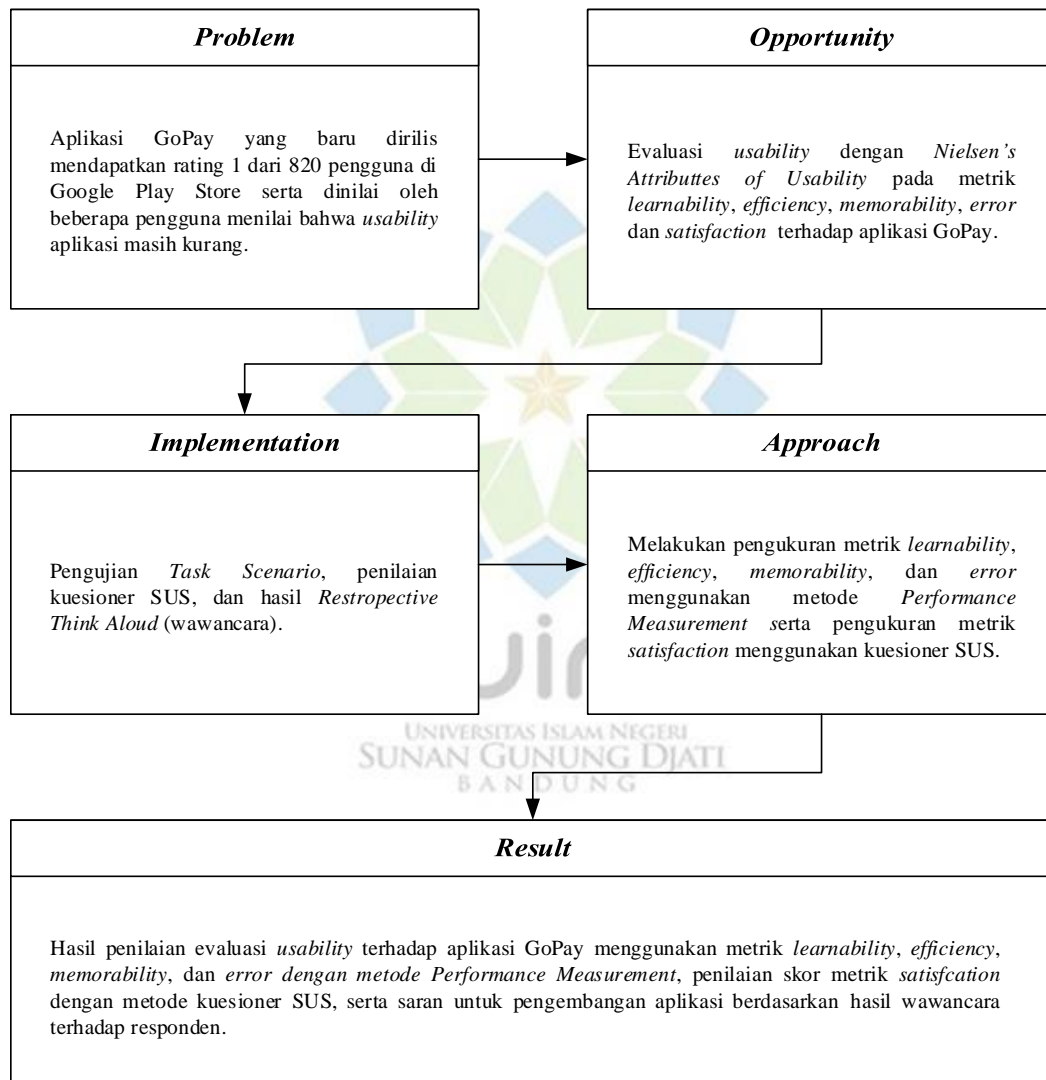 Problem
Aplikasi GoPay yang baru dirilis
mendapatkan rating 1 dari 820 pengguna di
Google Play Store serta dinilai oleh
beberapa pengguna menilai bahwa usability
aplikasi masih kurang.
Opportunity
Evaluasi usability dengan Nielsen's
Attributtes of Usability pada metrik
learnability, efficiency, memorability, error
dan satisfaction terhadap aplikasi GoPay.
Implementation
Pengujian Task Scenario, penilaian
kuesioner SUS, dan hasil Restropective
Think Aloud (wawancara).
Approach
Melakukan pengukuran metrik learnability,
efficiency, memorability, dan error
menggunakan metode Performance
Measurement serta pengukuran metrik
satisfaction menggunakan kuesioner SUS.
UNIVERSITAS ISLAM NEGERI
SUNAN GUNUNG DJATI
BANDUNG
Result
Hasil penilaian evaluasi usability terhadap aplikasi GoPay menggunakan metrik learnability, efficiency,
memorability, dan error dengan metode Performance Measurement, penilaian skor metrik satisfcation
dengan metode kuesioner SUS, serta saran untuk pengembangan aplikasi berdasarkan hasil wawancara
terhadap responden.